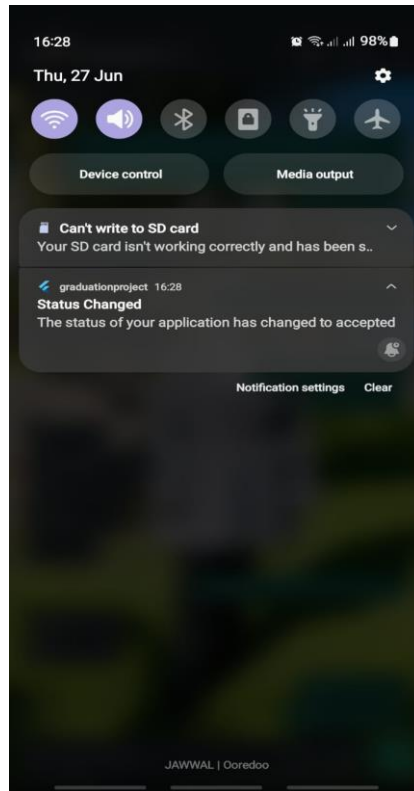 16:28 98%
Thu, 27 Jun
Device control Media output
Can't write to SD card
Your SD card isn't working correctly and has been s..
graduationproject 16:28
Status Changed
The status of your application has changed to accepted
Notification settings Clear
JAWWAL | Ooredoo